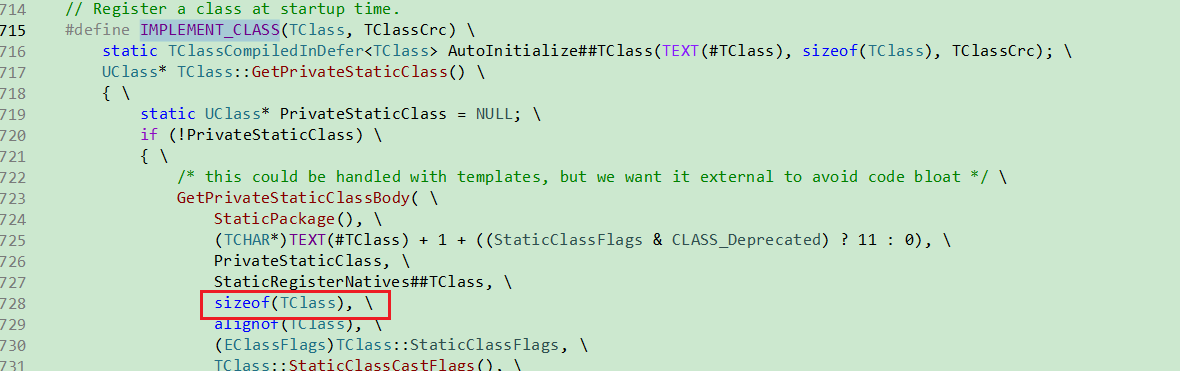 714 // Register a class at startup time.
715 #define IMPLEMENT_CLASS(TClass, TClassCrc) \
716 static TClassCompiledInDefer<TClass> AutoInitialize##TClass(TEXT(#TClass), sizeof(TClass), TClassCrc); \
717 UClass* TClass::GetPrivateStaticClass() \
718 { \
719 static UClass* PrivateStaticClass = NULL; \
720 if (!PrivateStaticClass) \
721 { \
722 /* this could be handled with templates, but we want it external to avoid code bloat */ \
723 GetPrivateStaticClassBody( \
724 StaticPackage(), \
725 (TCHAR*)TEXT(#TClass) + 1 + ((StaticClassFlags & CLASS_Deprecated) ? 11 : 0), \
726 PrivateStaticClass, \
727 StaticRegisterNatives##TClass, \
728 sizeof(TClass), \
729 alignof(TClass), \
730 (EClassFlags)TClass::StaticClassFlags, \
731 TClass::StaticClassCastFlags(), \